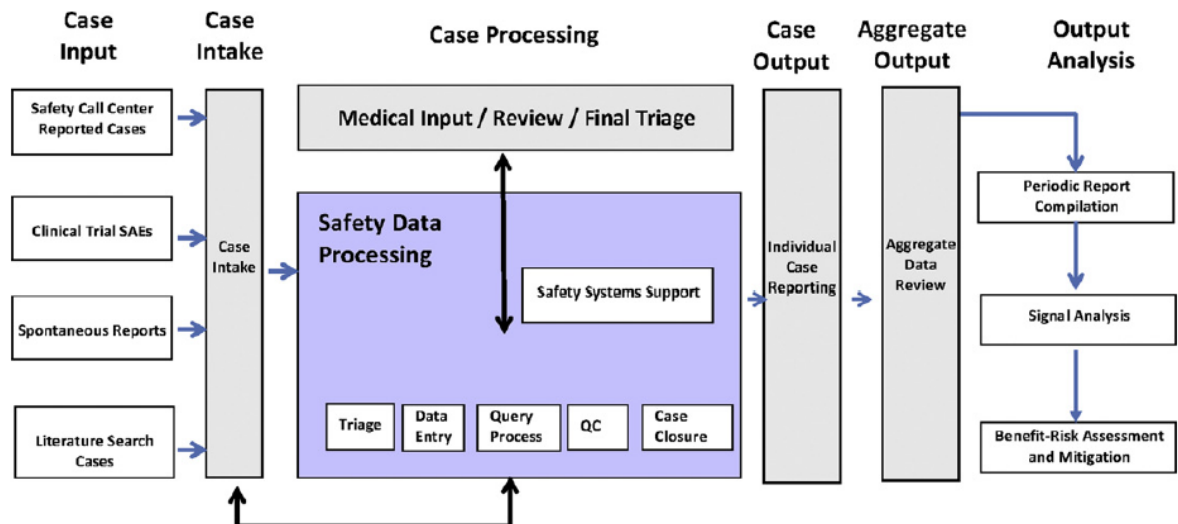 Case
Input
Case
Intake
Case Processing
Case
Output
Aggregate
Output
Output
Analysis
Safety Call Center
Reported Cases
Clinical Trial SAEs
Spontaneous Reports
Literature Search
Cases
Case
Intake
Medical Input / Review / Final Triage
Safety Data
Processing
Safety Systems Support
Triage
Data
Entry
Query
Process
QC
Case
Closure
Individual
Case
Reporting
Aggregate
Data
Review
Periodic Report
Compilation
Signal Analysis
Benefit-Risk Assessment
and Mitigation